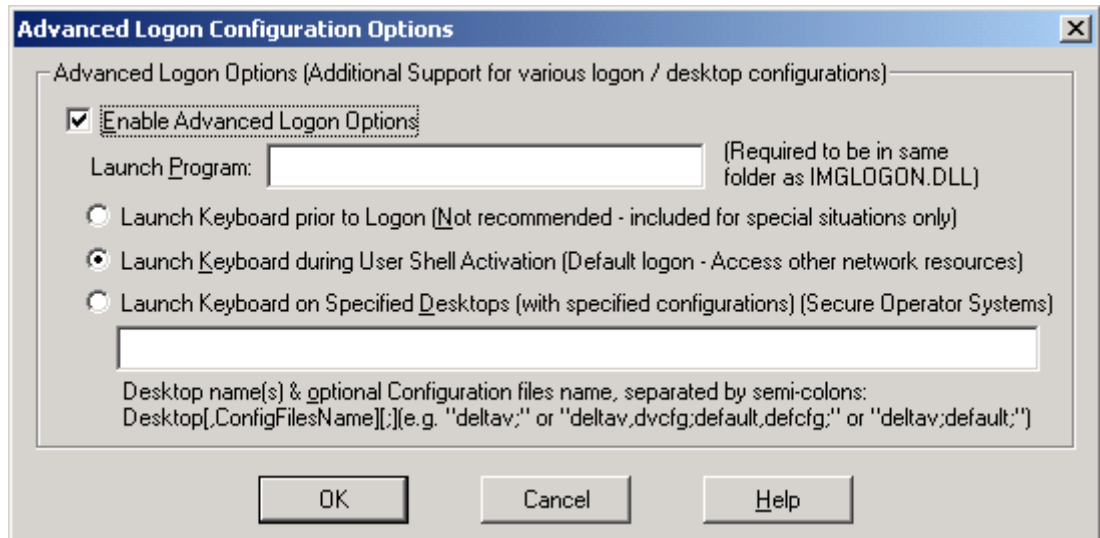 Advanced Logon Configuration Options
Advanced Logon Options (Additional Support for various logon / desktop configurations)
Enable Advanced Logon Options
Launch Program:
(Required to be in same
folder as IMGLOGON.DLL)
Launch Keyboard prior to Logon (Not recommended - included for special situations only)
Launch Keyboard during User Shell Activation (Default logon - Access other network resources)
Launch Keyboard on Specified Desktops (with specified configurations) (Secure Operator Systems)
Desktop name(s) & optional Configuration files name, separated by semi-colons:
Desktop[,ConfigFilesName][;](e.g. "deltav;" or "deltav,dvcfg;default,defcfg;" or "deltav;default;")
OK
Cancel
Help